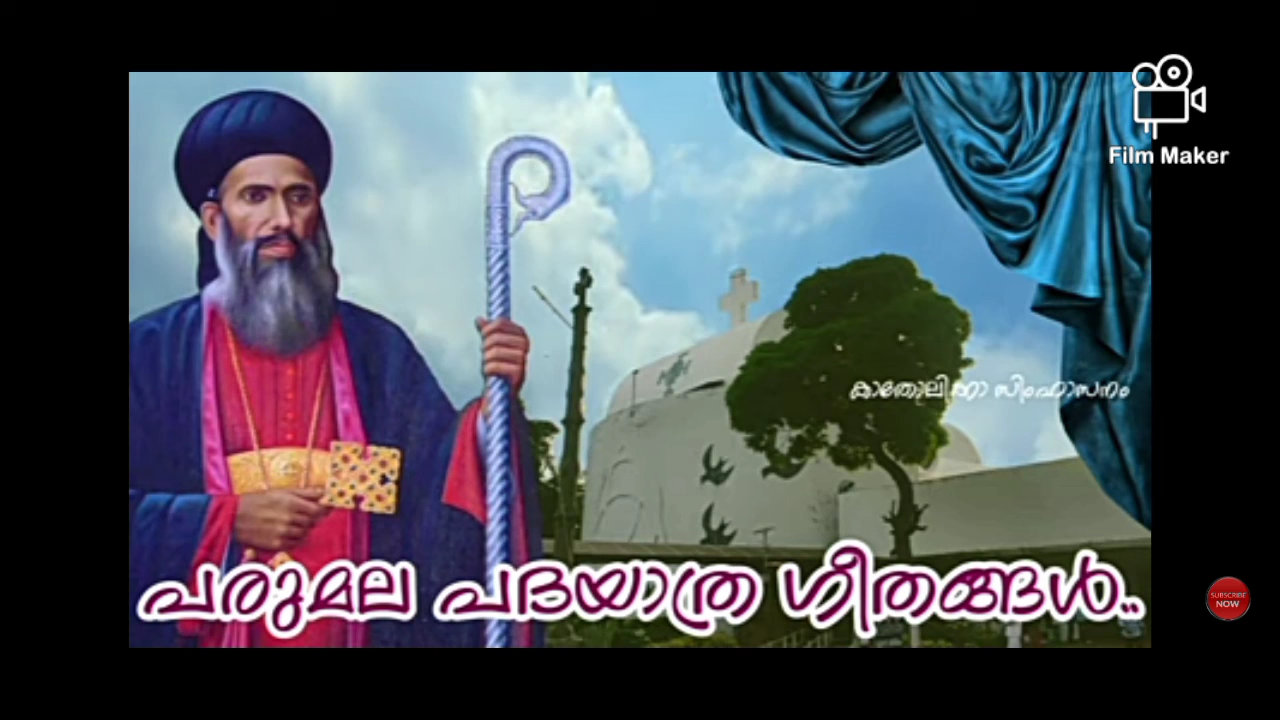 Film Maker
കാതോലിക്കാ സിംഹാസനം
പരുമല പദയാത്ര ഗീതങ്ങൾ..
SUBSCRIBE
NOW